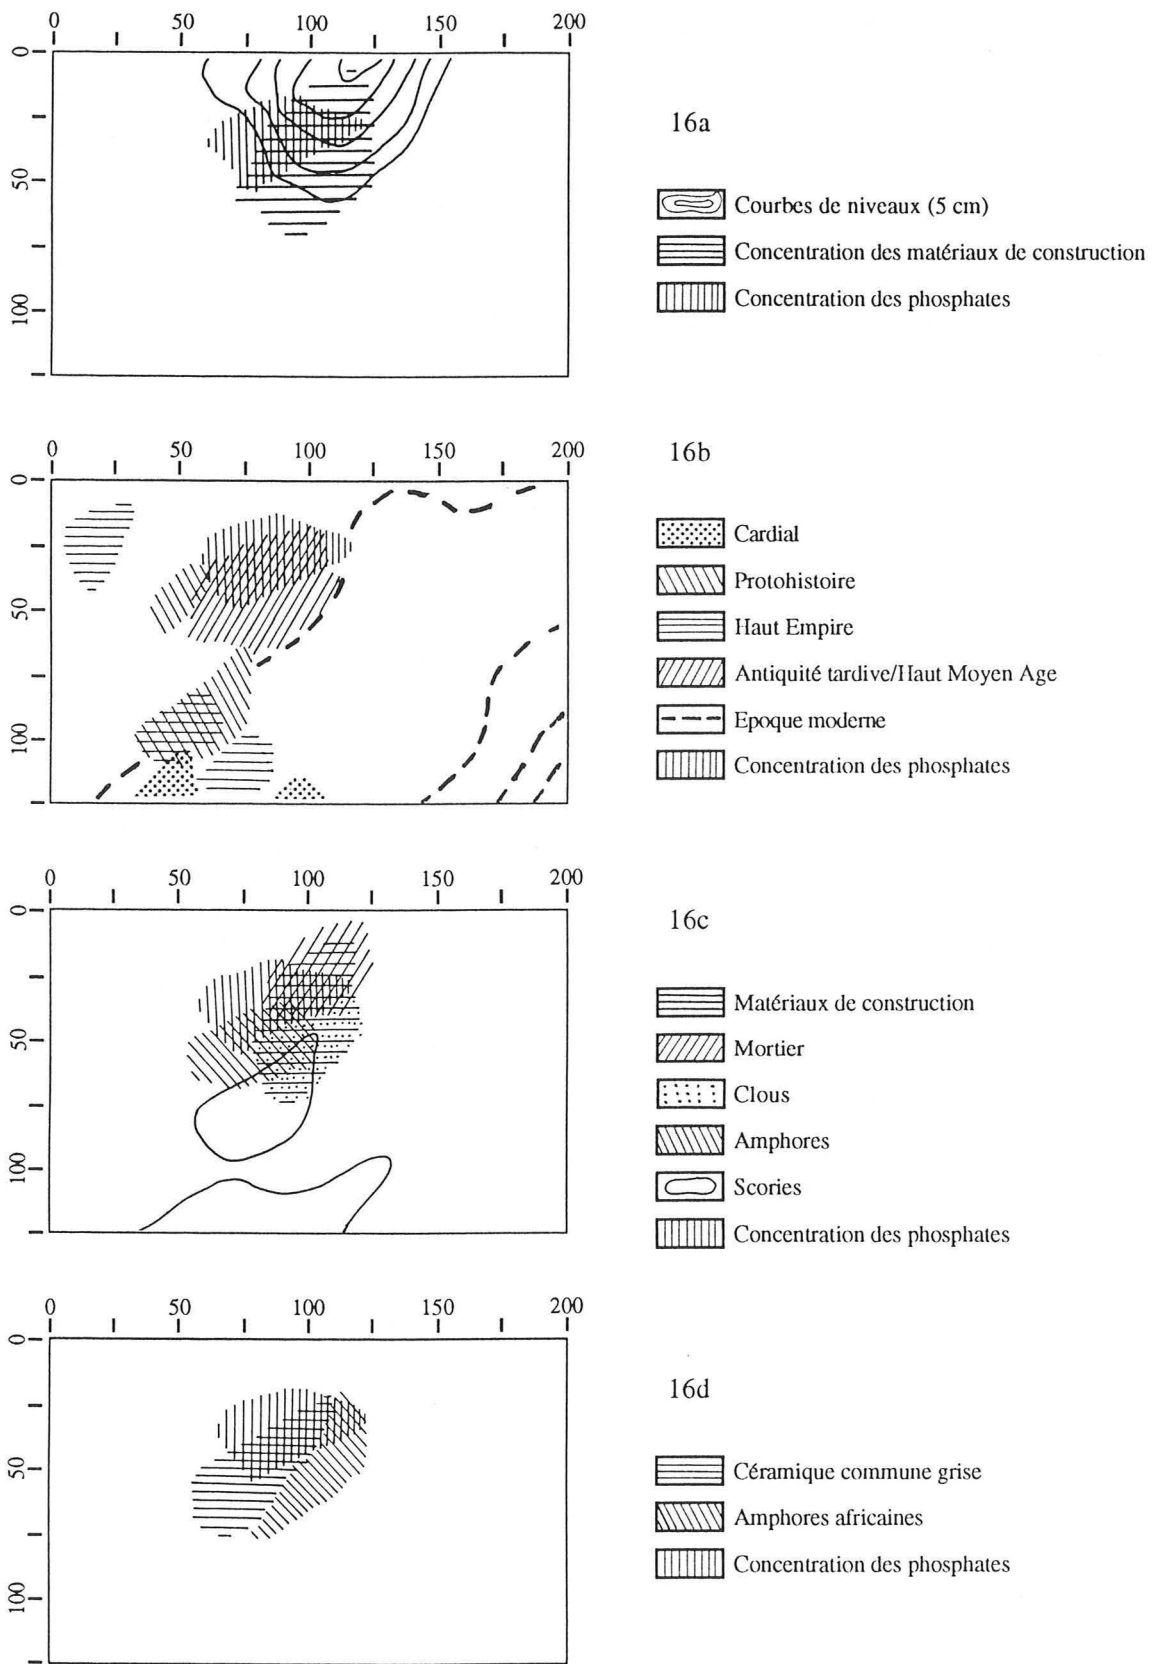 0 50 100 150 200
0
50
100
16a
Courbes de niveaux (5 cm)
Concentration des matériaux de construction
Concentration des phosphates
0 50 100 150 200
0
50
100
16b
Cardial
Protohistoire
Haut Empire
Antiquité tardive/Haut Moyen Age
Epoque moderne
Concentration des phosphates
0 50 100 150 200
0
50
100
16c
Matériaux de construction
Mortier
Clous
Amphores
Scories
Concentration des phosphates
0 50 100 150 200
0
50
100
16d
Céramique commune grise
Amphores africaines
Concentration des phosphates